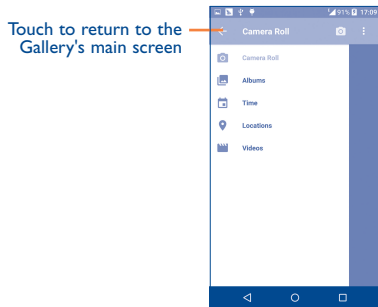 Touch to return to the
Gallery's main screen
91% 17:09
Camera Roll
Camera Roll
Albums
Time
Locations
Videos